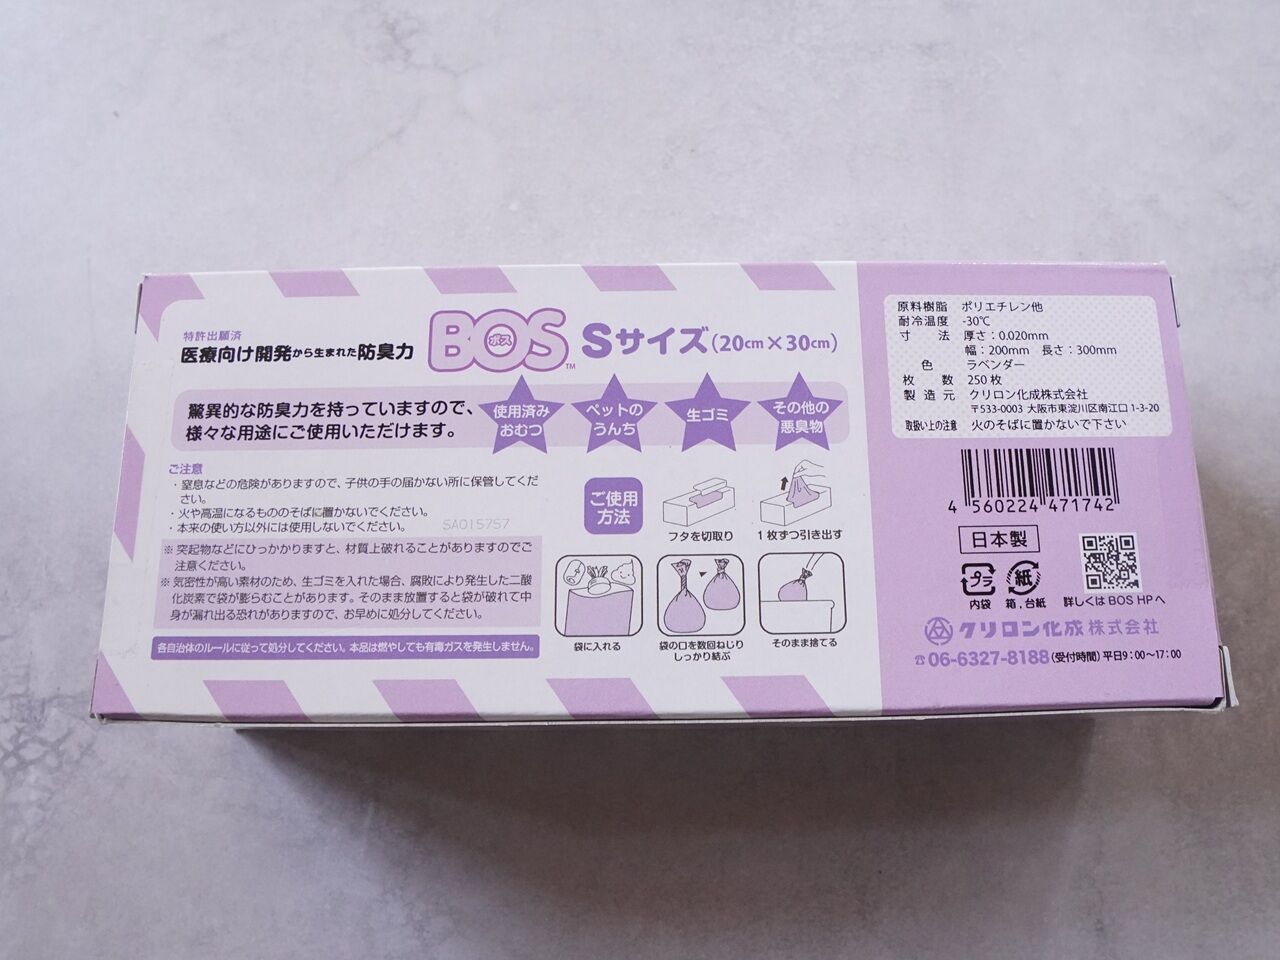 特許出願済
医療向け開発から生まれた防臭力
BOS
ボス
TM
Sサイズ(20cm×30cm)
驚異的な防臭力を持っていますので、
様々な用途にご使用いただけます。
使用済み
おむつ
ペットの
うんち
生ゴミ
その他の
悪臭物
ご注意
・窒息などの危険がありますので、子供の手の届かない所に保管してくだ
さい。
・火や高温になるもののそばに置かないでください。
・本来の使い方以外には使用しないでください。
SA015757
※突起物などにひっかかりますと、材質上破れることがありますのでご
注意ください。
※気密性が高い素材のため、生ゴミを入れた場合、腐敗により発生した二酸
化炭素で袋が膨らむことがあります。そのまま放置すると袋が破れて中
身が漏れ出る恐れがありますので、お早めに処分してください。
各自治体のルールに従って処分してください。本品は燃やしても有毒ガスを発生しません。
ご使用
方法
フタを切取り
1枚ずつ引き出す
袋に入れる
袋の口を数回ねじり
しっかり結ぶ
そのまま捨てる
原料樹脂 ポリエチレン他
耐冷温度 -30℃
寸法 厚さ:0.020mm
幅:200mm 長さ:300mm
色 ラベンダー
枚数 250枚
製造元 クリロン化成株式会社
〒533-0003 大阪市東淀川区南江口1-3-20
取扱い上の注意 火のそばに置かないで下さい
4 560224 471742
日本製
プラ
内袋
紙
箱,台紙
詳しくはBOS HPへ
クリロン化成株式会社
☎06-6327-8188(受付時間)平日9:00〜17:00